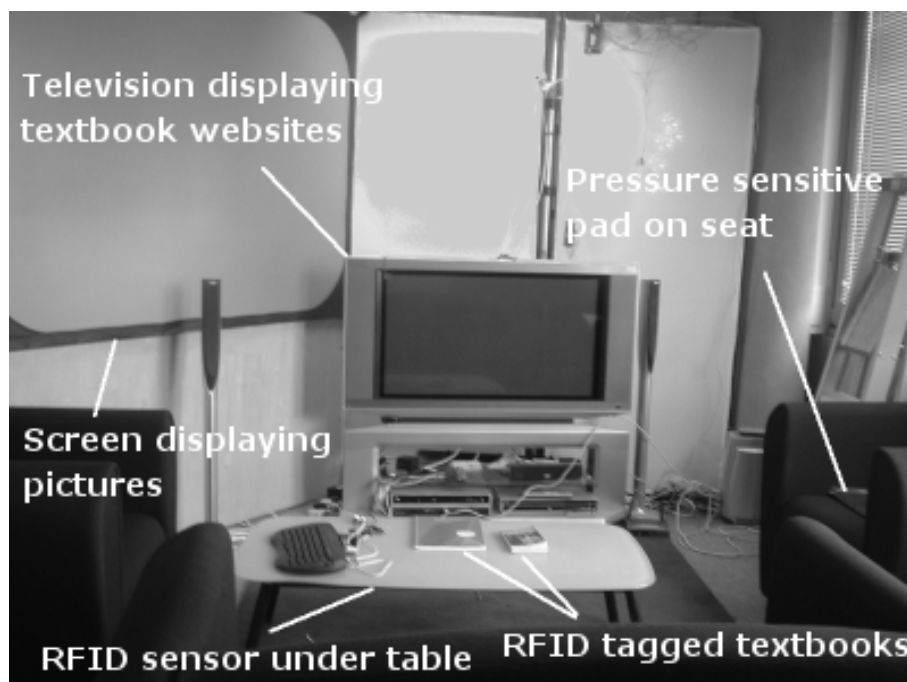 Television displaying
textbook websites
Pressure sensitive
pad on seat
Screen displaying
pictures
RFID sensor under table
RFID tagged textbooks